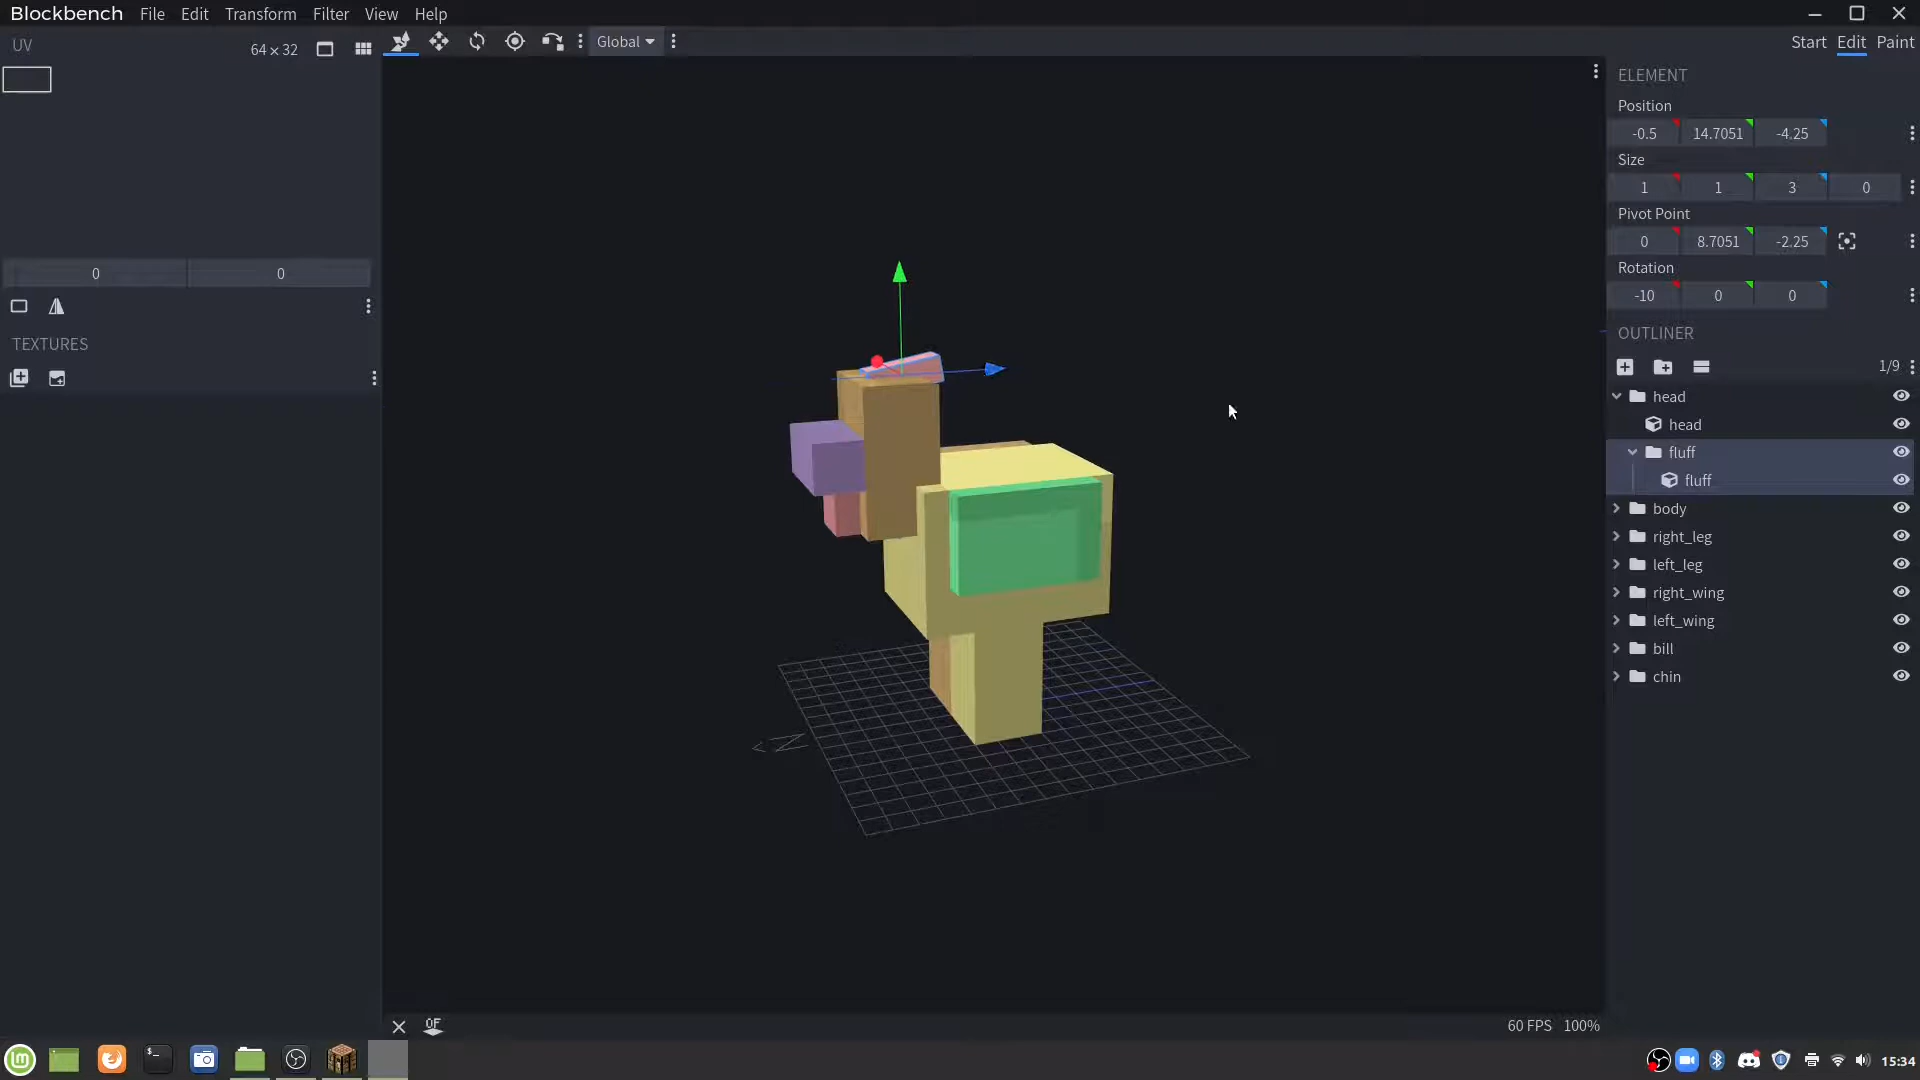 Blockbench File Edit Transform Filter View Help
UV 64 × 32 Global Start Edit Paint
ELEMENT
Position
-0.5 14.7051 -4.25
Size
1 1 3 0
Pivot Point
0 8.7051 -2.25
Rotation
-10 0 0
0 0
TEXTURES
OUTLINER
1/9
head
head
fluff
fluff
body
right_leg
left_leg
right_wing
left_wing
bill
chin
60 FPS 100%
15:34